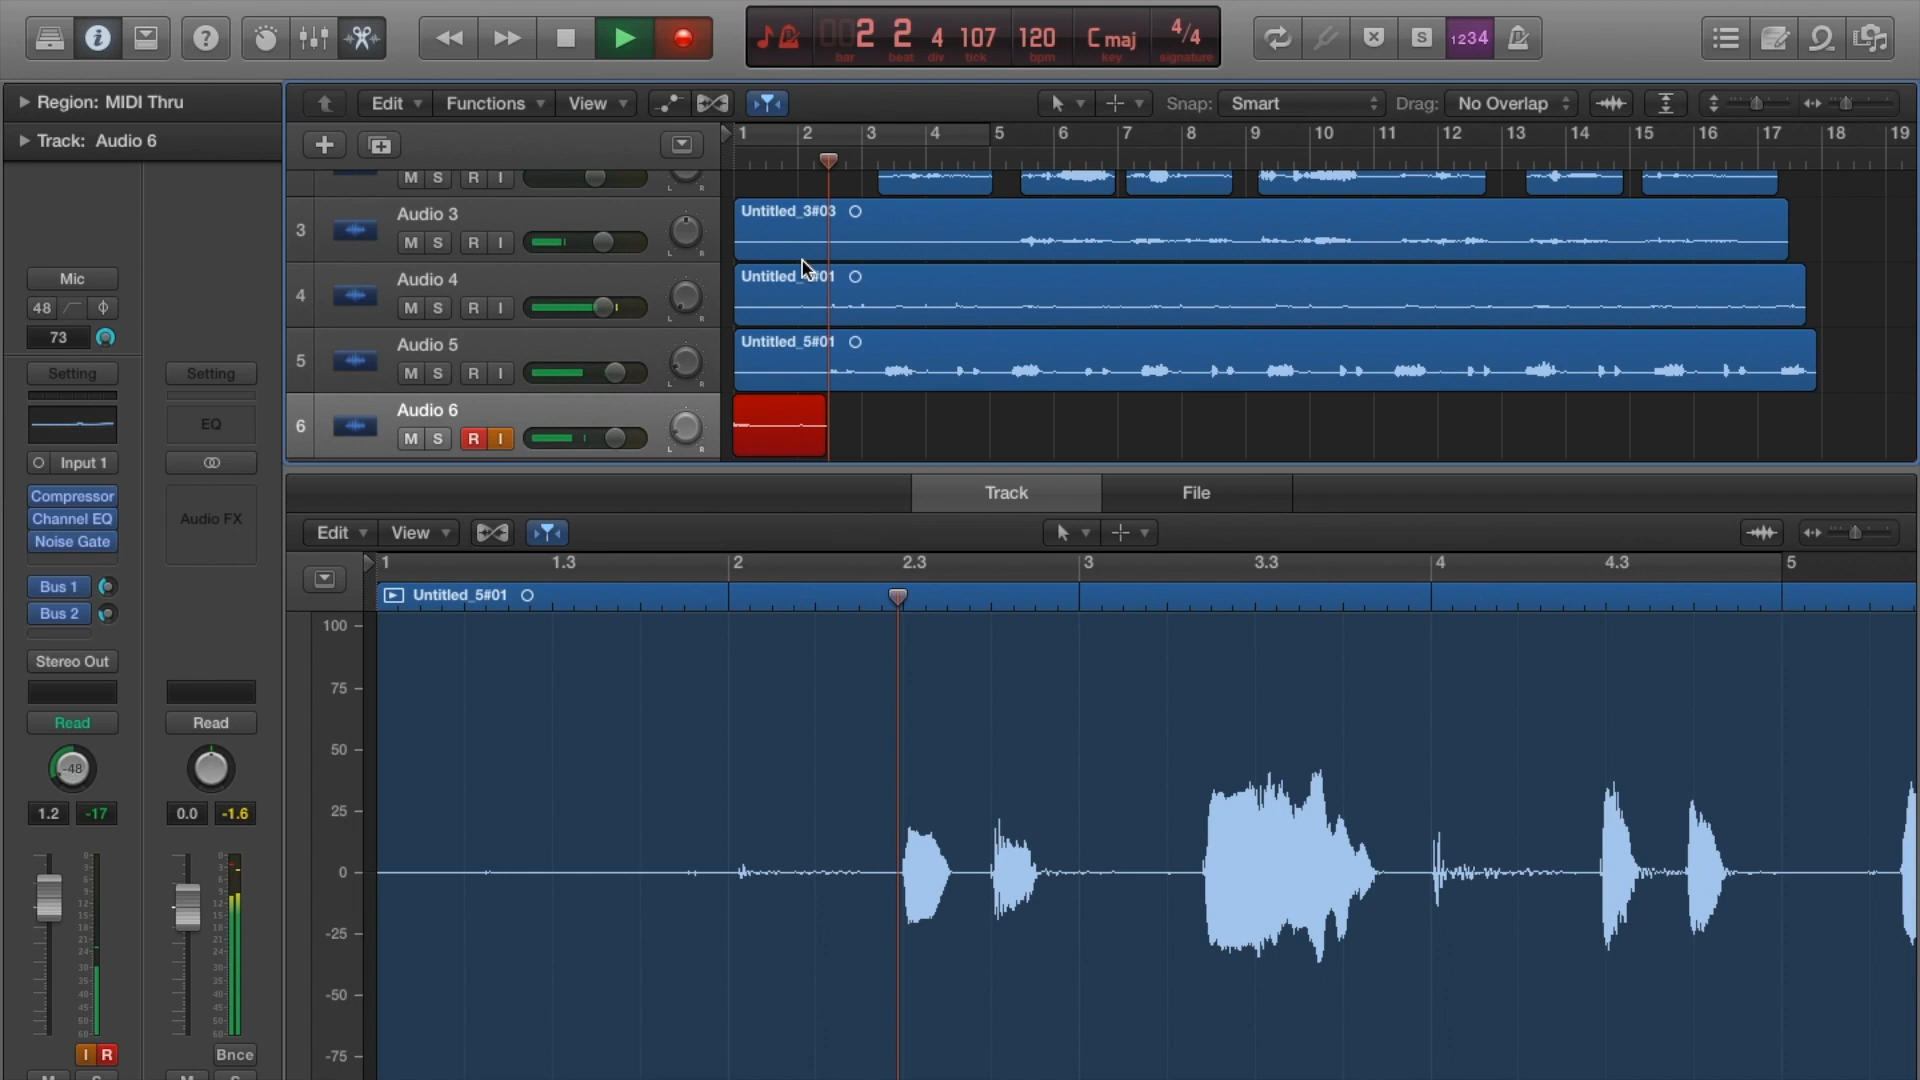 002 2 4 107 120 C maj 4/4
bar beat div tick bpm key signature
S 1234
Region: MIDI Thru
Edit Functions View Snap: Smart Drag: No Overlap
Track: Audio 6
1 2 3 4 5 6 7 8 9 10 11 12 13 14 15 16 17 18 19
M S R I L R
3 Audio 3 Untitled_3#03
M S R I L R
4 Audio 4
M S R I L R
5 Audio 5 Untitled_5#01
M S R I L R
6 Audio 6
M S R I L R
Mic
48
73
Setting Setting
EQ
Input 1
Compressor
Channel EQ
Noise Gate
Audio FX
Bus 1
Bus 2
Stereo Out
Read Read
-48
1.2 -17 0.0 -1.6
I R Bnce
M S M S
Track File
Edit View
1 1.3 2 2.3 3 3.3 4 4.3 5
Untitled_5#01
100
75
50
25
0
-25
-50
-75